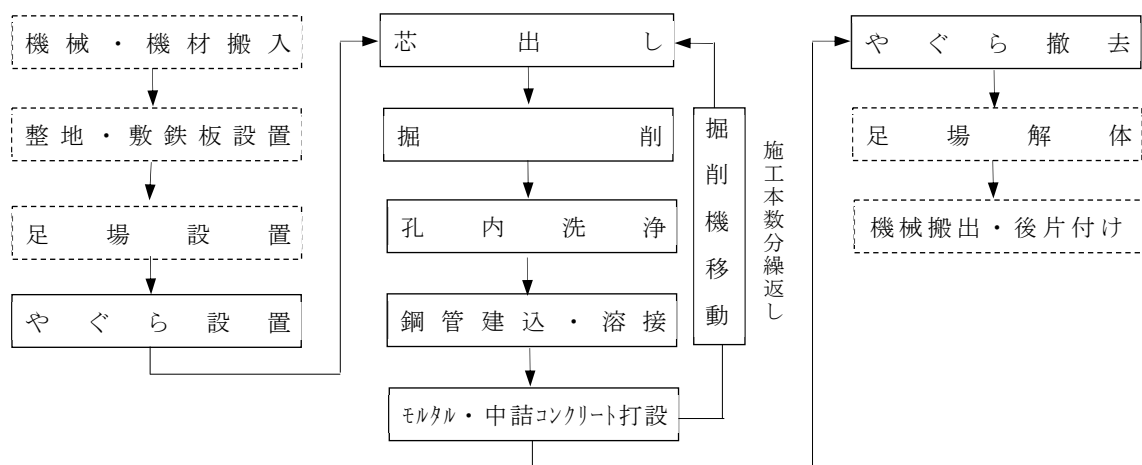 機械・機材搬入
整地・敷鉄板設置
足場設置
やぐら設置
芯出し
掘削
孔内洗浄
鋼管建込・溶接
ﾓﾙﾀﾙ・中詰ｺﾝｸﾘｰﾄ打設
掘削機移動
施工本数分繰返し
やぐら撤去
足場解体
機械搬出・後片付け